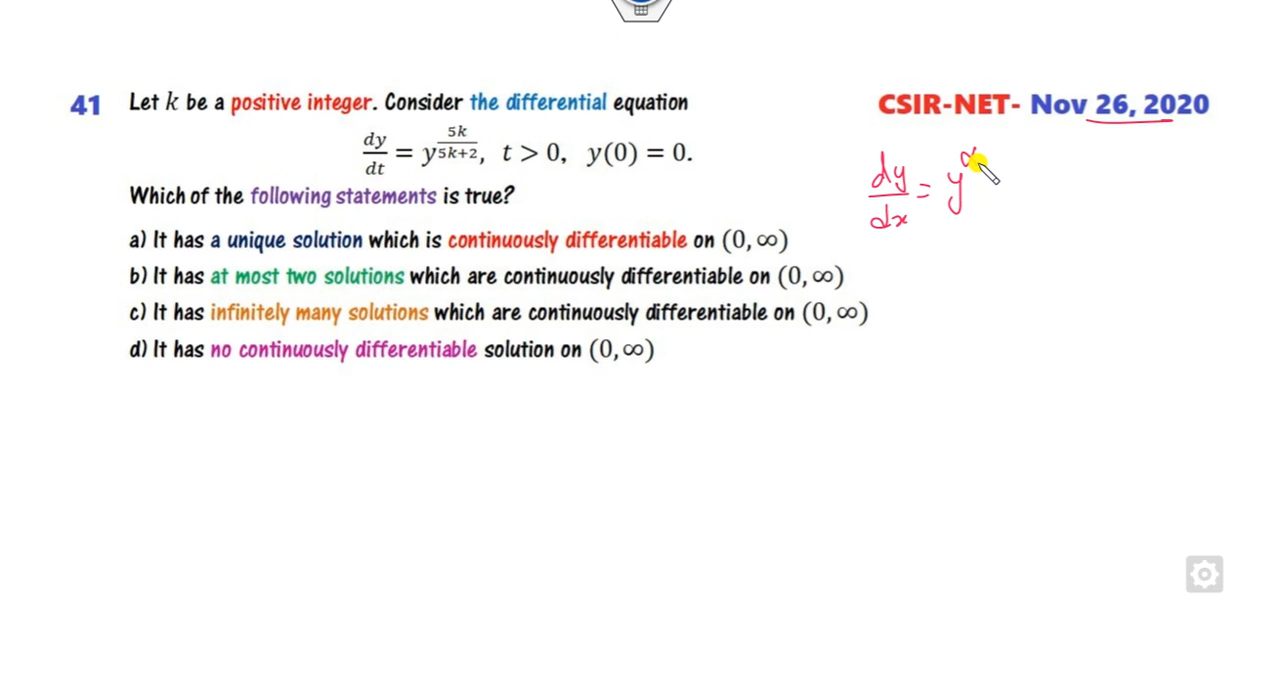 41 Let k be a positive integer. Consider the differential equation
CSIR-NET- Nov 26, 2020
dy/dt = y^(5k/(5k+2)), t > 0, y(0) = 0.
dy/dx = y^α
Which of the following statements is true?
a) It has a unique solution which is continuously differentiable on (0, ∞)
b) It has at most two solutions which are continuously differentiable on (0, ∞)
c) It has infinitely many solutions which are continuously differentiable on (0, ∞)
d) It has no continuously differentiable solution on (0, ∞)